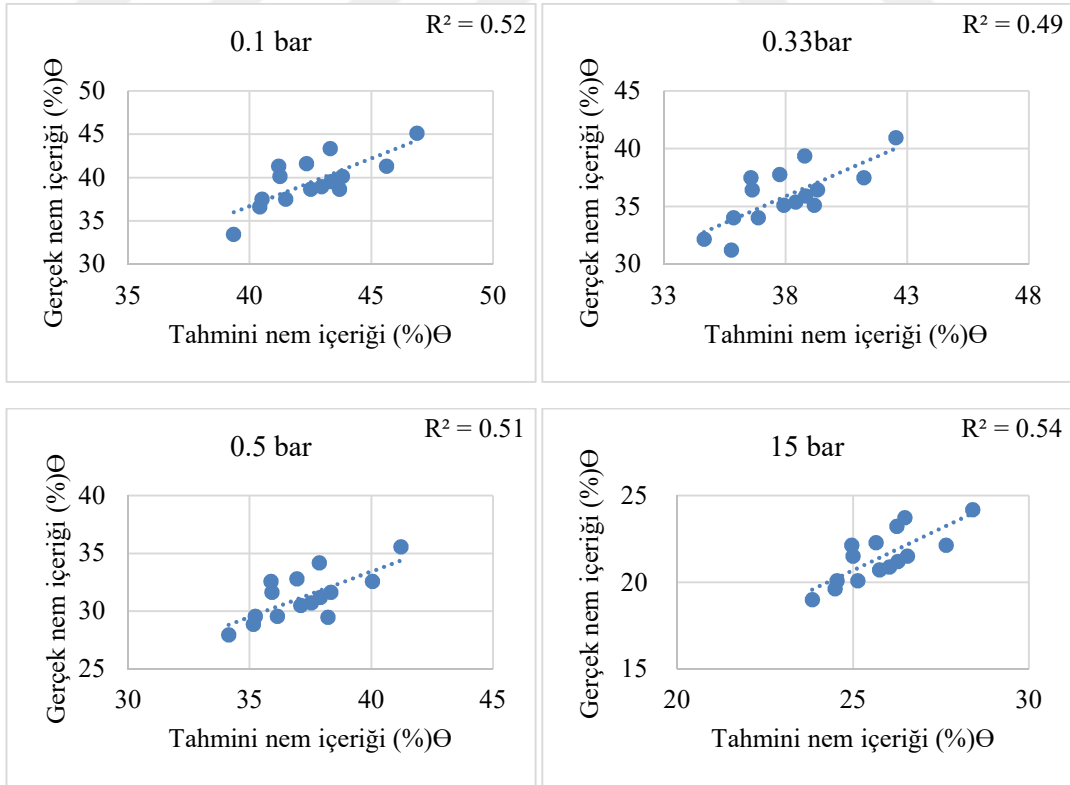 R² = 0.52
0.1 bar
Gerçek nem içeriği (%)Ɵ
50
45
40
35
30
35
40
45
50
Tahmini nem içeriği (%)Ɵ
R² = 0.49
0.33bar
Gerçek nem içeriği (%)Ɵ
45
40
35
30
33
38
43
48
Tahmini nem içeriği (%)Ɵ
R² = 0.51
0.5 bar
Gerçek nem içeriği (%)Ɵ
40
35
30
25
30
35
40
45
Tahmini nem içeriği (%)Ɵ
R² = 0.54
15 bar
Gerçek nem içeriği (%)Ɵ
25
20
15
20
25
30
Tahmini nem içeriği (%)Ɵ